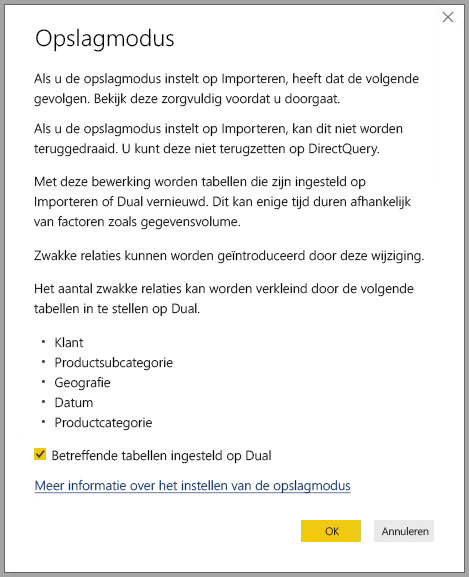 Opslagmodus
Als u de opslagmodus instelt op Importeren, heeft dat de volgende
gevolgen. Bekijk deze zorgvuldig voordat u doorgaat.
Als u de opslagmodus instelt op Importeren, kan dit niet worden
teruggedraaid. U kunt deze niet terugzetten op DirectQuery.
Met deze bewerking worden tabellen die zijn ingesteld op
Importeren of Dual vernieuwd. Dit kan enige tijd duren afhankelijk
van factoren zoals gegevensvolume.
Zwakke relaties kunnen worden geïntroduceerd door deze wijziging.
Het aantal zwakke relaties kan worden verkleind door de volgende
tabellen in te stellen op Dual.
• Klant
• Productsubcategorie
• Geografie
• Datum
• Productcategorie
Betreffende tabellen ingesteld op Dual
Meer informatie over het instellen van de opslagmodus
OK
Annuleren